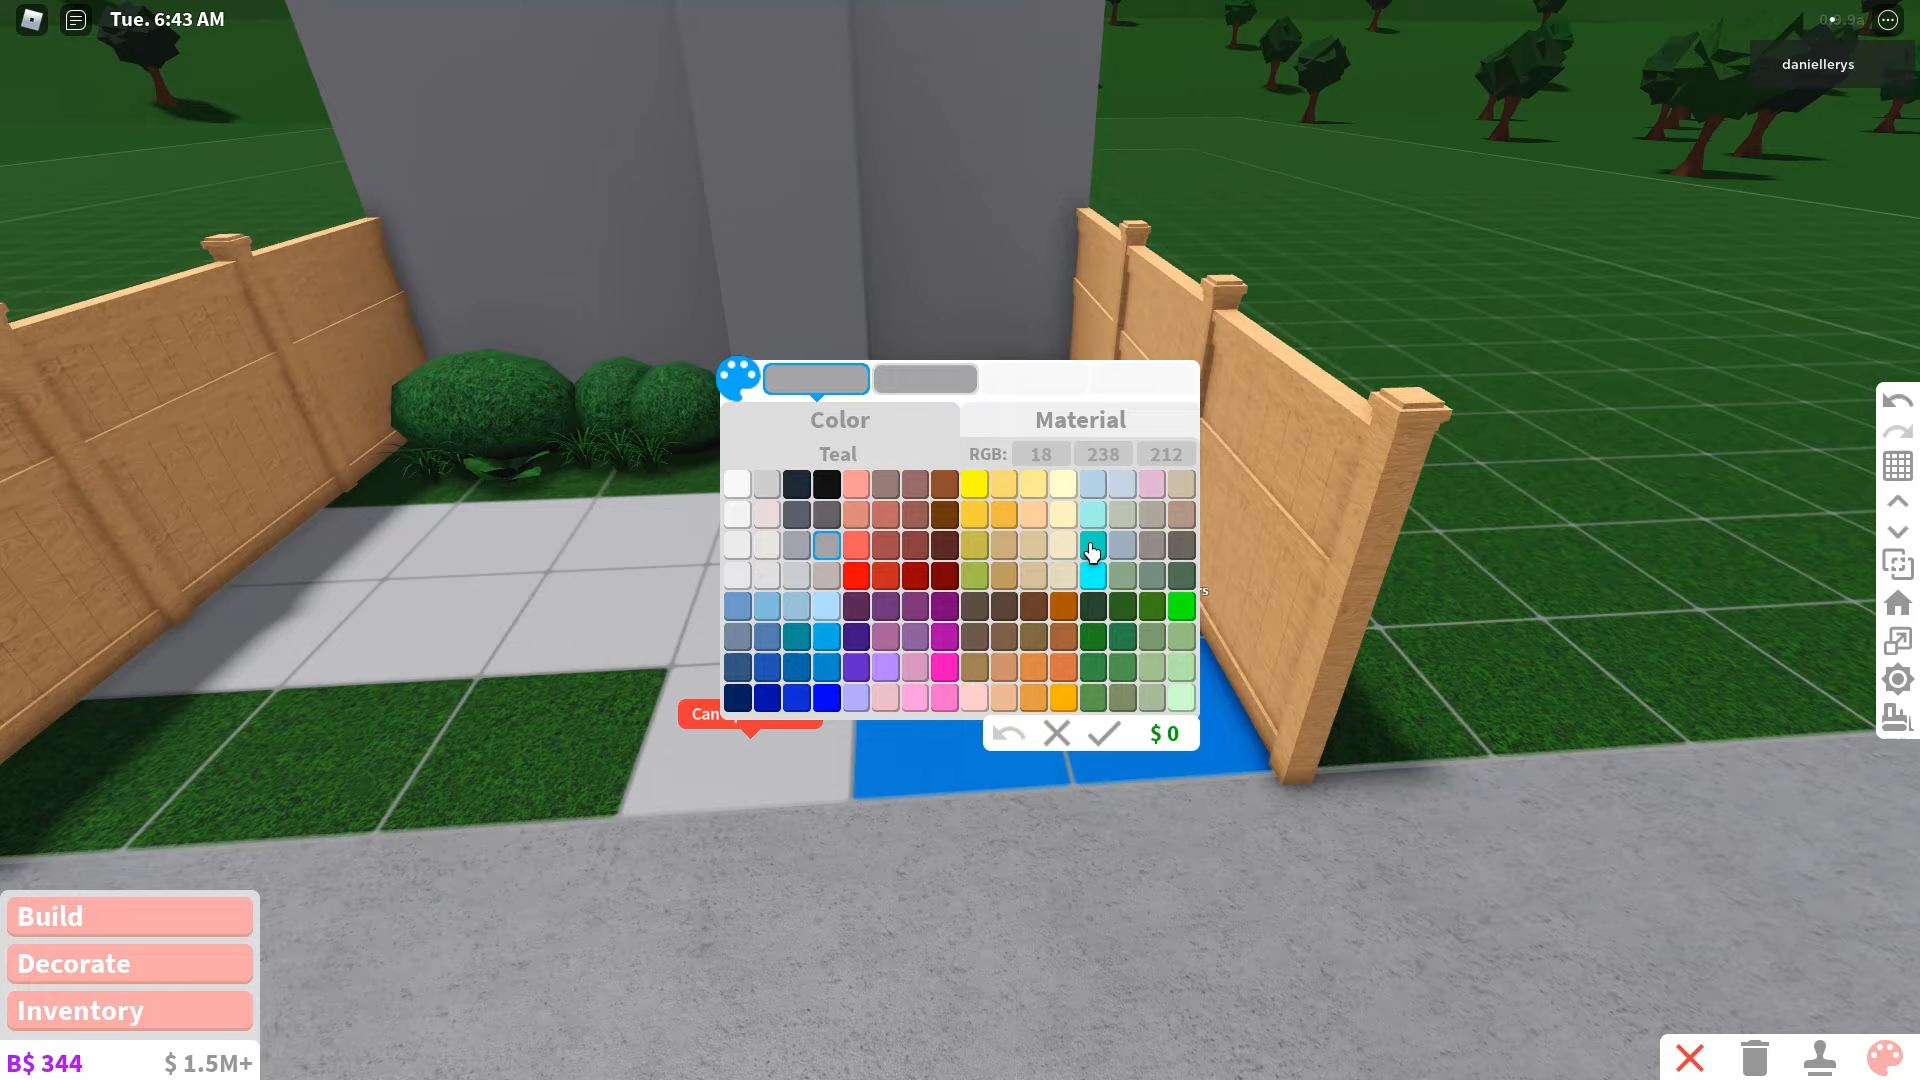 Tue. 6:43 AM
daniellerys
Color
Material
Teal
RGB: 18 238 212
$ 0
Build
Decorate
Inventory
B$ 344
$ 1.5M+